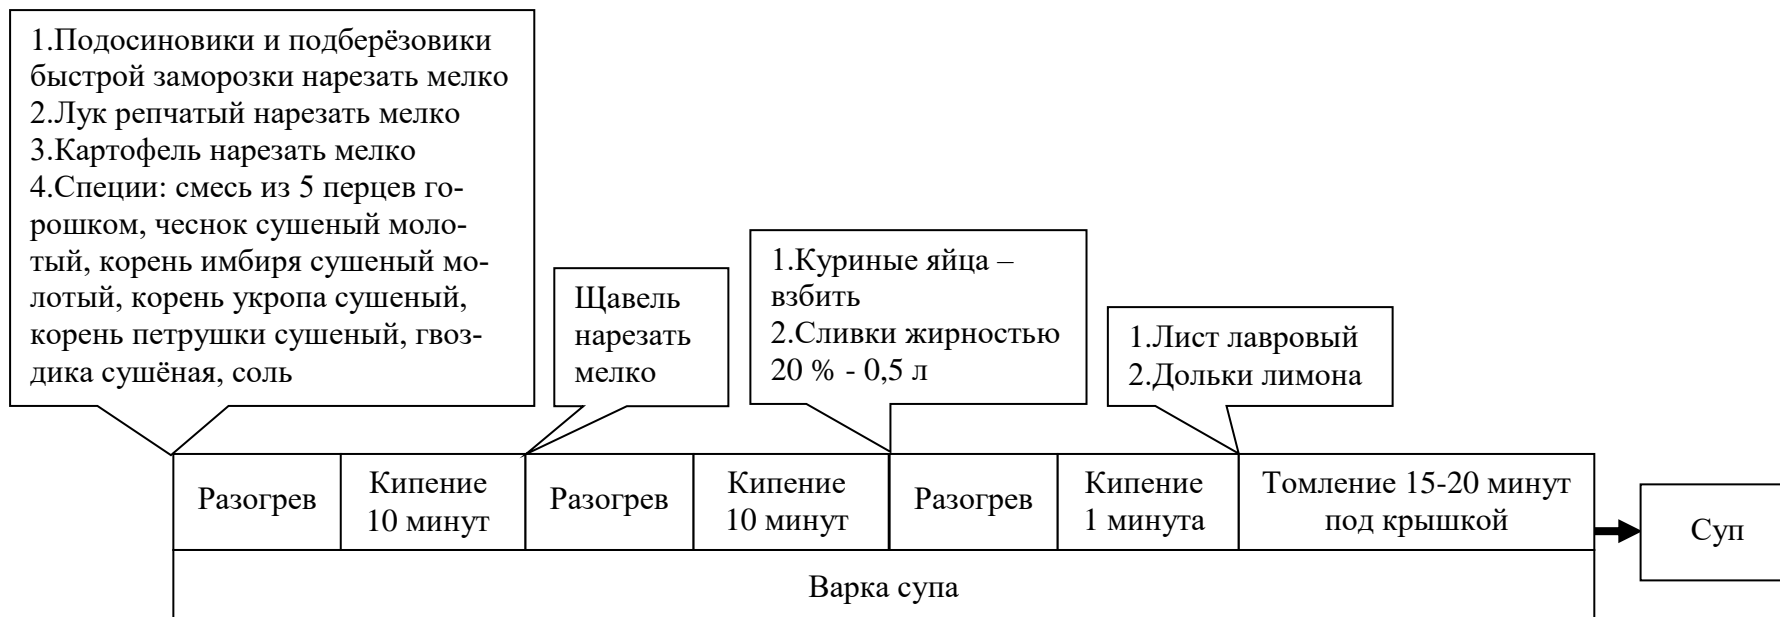 1.Подосиновики и подберёзовики
быстрой заморозки нарезать мелко
2.Лук репчатый нарезать мелко
3.Картофель нарезать мелко
4.Специи: смесь из 5 перцев го-
рошком, чеснок сушеный моло-
тый, корень имбиря сушеный мо-
лотый, корень укропа сушеный,
корень петрушки сушеный, гвоз-
дика сушёная, соль
Щавель
нарезать
мелко
1.Куриные яйца –
взбить
2.Сливки жирностью
20 % - 0,5 л
1.Лист лавровый
2.Дольки лимона
Разогрев
Кипение
10 минут
Разогрев
Кипение
10 минут
Разогрев
Кипение
1 минута
Томление 15-20 минут
под крышкой
Суп
Варка супа